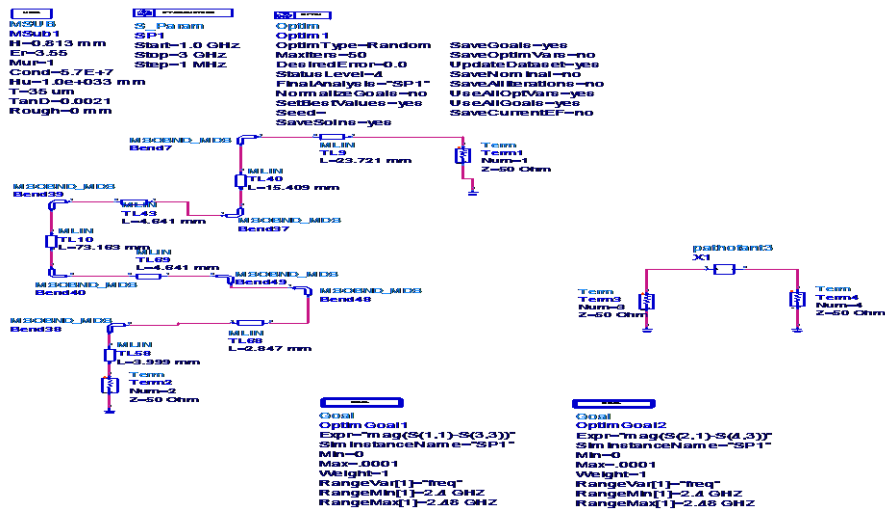 MSUB
MSub1
H=0.813 mm
Er=3.55
Mur=1
Cond=5.7E+7
Hu=1.0e+033 mm
T=35 um
TanD=0.0021
Rough=0 mm
S_Param
SP1
Start=1.0 GHz
Stop=3 GHz
Step=1 MHz
Optim
Optim1
OptimType=Random
MaxIters=50
DesiredError=0.0
StatusLevel=4
FinalAnalysis="SP1"
NormalizeGoals=no
SetBestValues=yes
Seed=
SaveSolns=yes
SaveGoals=yes
SaveOptimVars=no
UpdateDataset=yes
SaveNominal=no
SaveAllIterations=no
UseAllOptVars=yes
UseAllGoals=yes
SaveCurrentEF=no
MSOBND_MDS
Bend7
MLIN
TL9
L=23.721 mm
Term
Term1
Num=1
Z=50 Ohm
MLIN
TL40
L=15.409 mm
MSOBND_MDS
Bend39
MLIN
TL43
L=4.641 mm
MSOBND_MDS
Bend37
MLIN
TL10
L=73.163 mm
MLIN
TL69
L=4.641 mm
MSOBND_MDS
Bend40
MSOBND_MDS
Bend49
MSOBND_MDS
Bend48
MSOBND_MDS
Bend38
MLIN
TL68
L=2.847 mm
MLIN
TL58
L=3.999 mm
Term
Term2
Num=2
Z=50 Ohm
X1
Term
Term3
Num=3
Z=50 Ohm
Term
Term4
Num=4
Z=50 Ohm
Goal
OptimGoal1
Expr="mag(S(1,1)-S(3,3))"
SimInstanceName="SP1"
Min=0
Max=.0001
Weight=1
RangeVar[1]="freq"
RangeMin[1]=2.4 GHz
RangeMax[1]=2.48 GHz
Goal
OptimGoal2
Expr="mag(S(2,1)-S(4,3))"
SimInstanceName="SP1"
Min=0
Max=.0001
Weight=1
RangeVar[1]="freq"
RangeMin[1]=2.4 GHz
RangeMax[1]=2.48 GHz